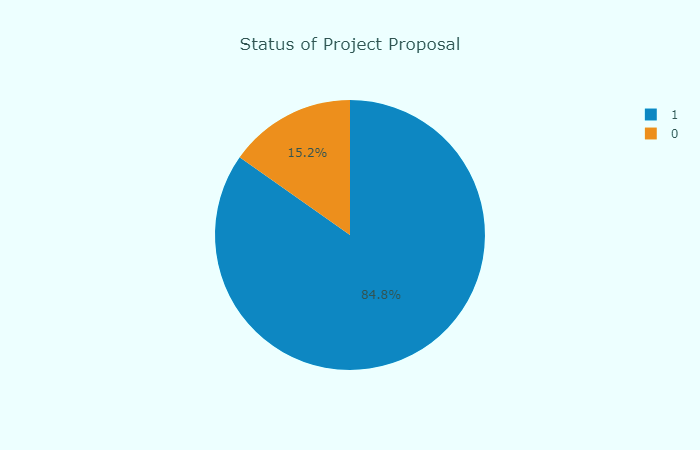 Status of Project Proposal
1
0
15.2%
84.8%